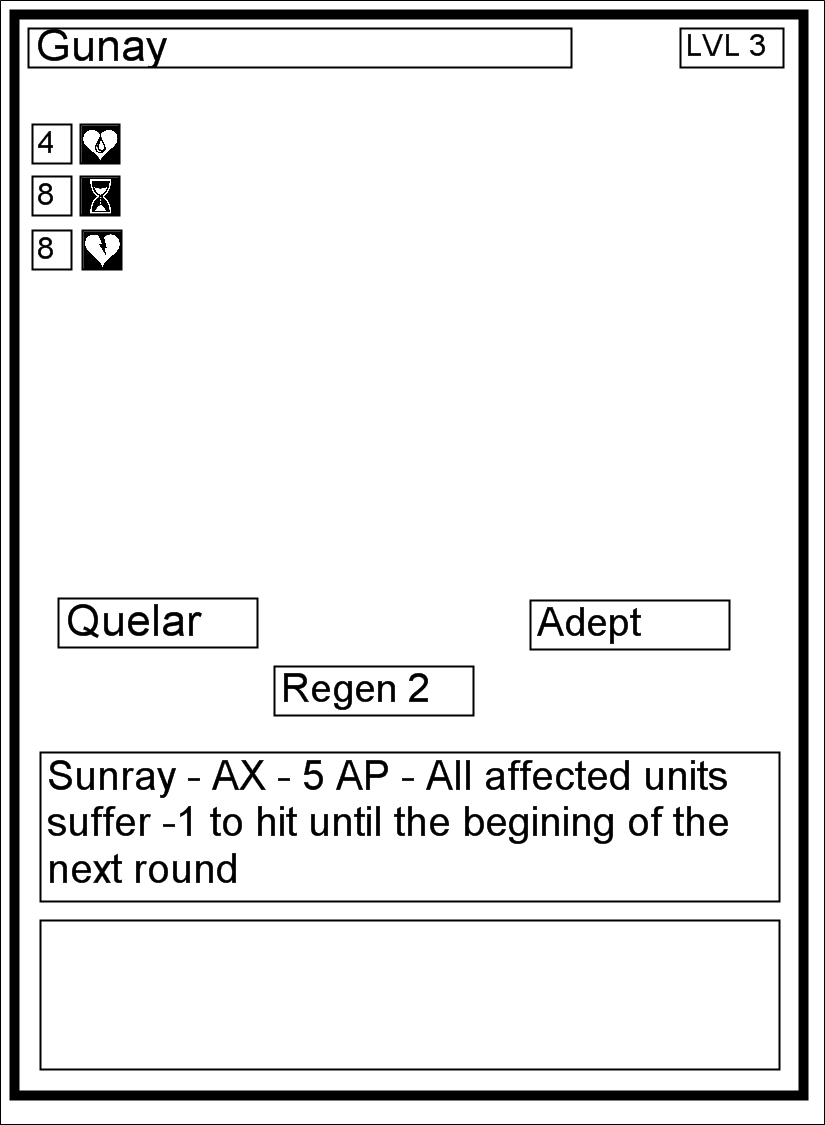 Gunay
LVL 3
4
8
8
Quelar
Adept
Regen 2
Sunray - AX - 5 AP - All affected units
suffer -1 to hit until the begining of the
next round